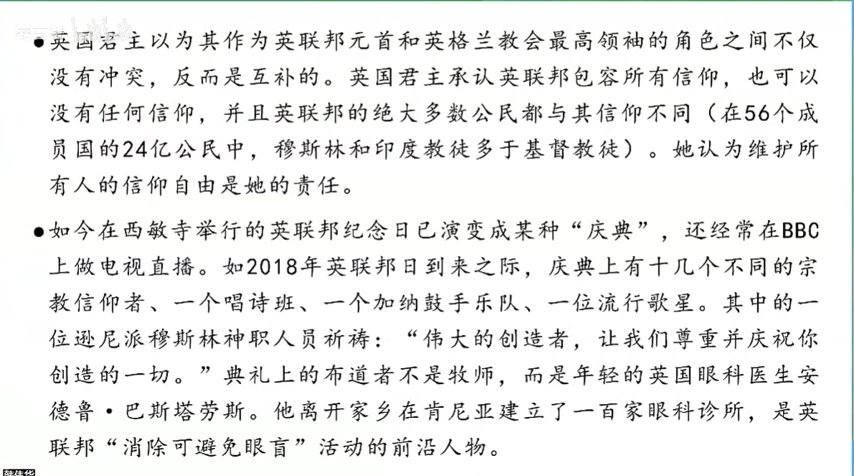 ●英国君主以为其作为英联邦元首和英格兰教会最高领袖的角色之间不仅
没有冲突，反而是互补的。英国君主承认英联邦包容所有信仰，也可以
没有任何信仰，并且英联邦的绝大多数公民都与其信仰不同（在56个成
员国的24亿公民中，穆斯林和印度教徒多于基督教徒）。她认为维护所
有人的信仰自由是她的责任。
●如今在西敏寺举行的英联邦纪念日已演变成某种“庆典”，还经常在BBC
上做电视直播。如2018年英联邦日到来之际，庆典上有十几个不同的宗
教信仰者、一个唱诗班、一个加纳鼓手乐队、一位流行歌星。其中的一
位逊尼派穆斯林神职人员祈祷：“伟大的创造者，让我们尊重并庆祝你
创造的一切。”典礼上的布道者不是牧师，而是年轻的英国眼科医生安
德鲁·巴斯塔劳斯。他离开家乡在肯尼亚建立了一百家眼科诊所，是英
联邦“消除可避免眼盲”活动的前沿人物。